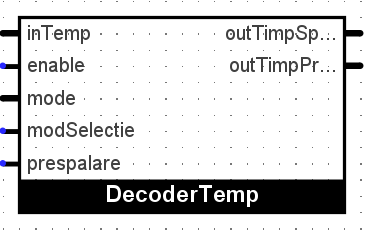 inTemp outTimpSp...
enable outTimpPr...
mode
modSelectie
prespalare
DecoderTemp